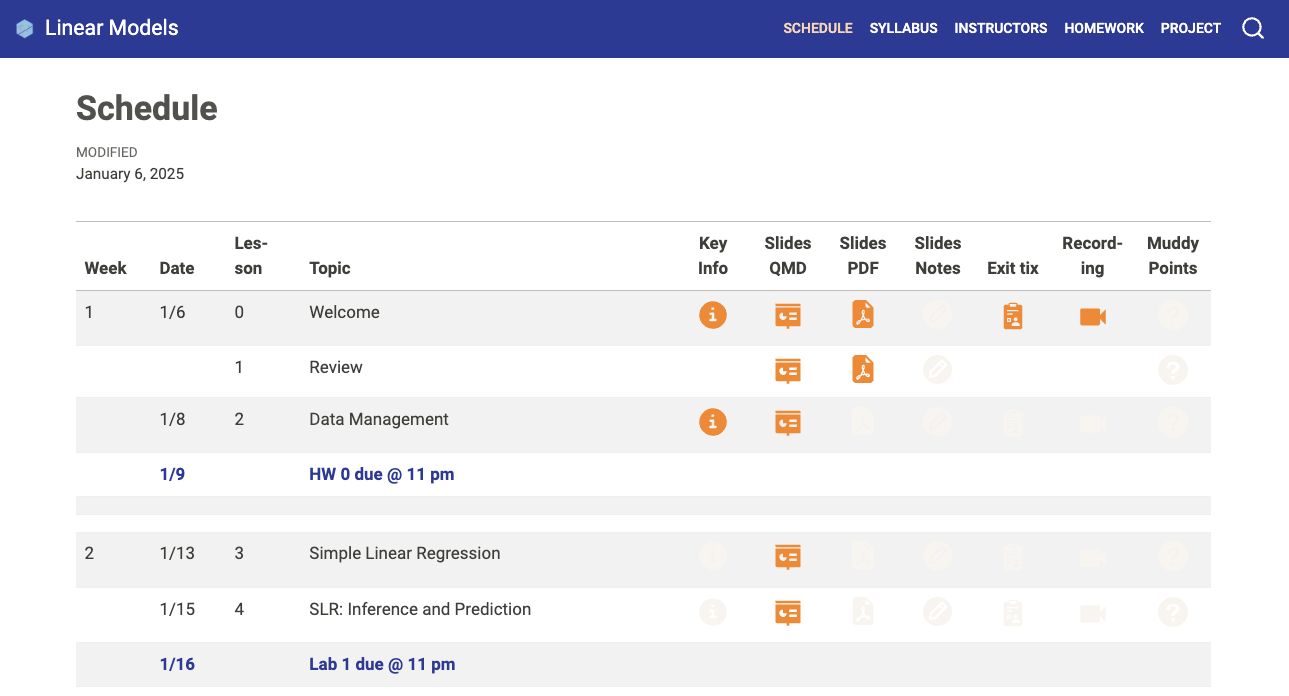 Linear Models
SCHEDULE SYLLABUS INSTRUCTORS HOMEWORK PROJECT
Schedule
MODIFIED
January 6, 2025
Week Date Les-son Topic Key Info Slides QMD Slides PDF Slides Notes Exit tix Record-ing Muddy Points
1 1/6 0 Welcome
1 Review
1/8 2 Data Management
1/9 HW 0 due @ 11 pm
2 1/13 3 Simple Linear Regression
1/15 4 SLR: Inference and Prediction
1/16 Lab 1 due @ 11 pm